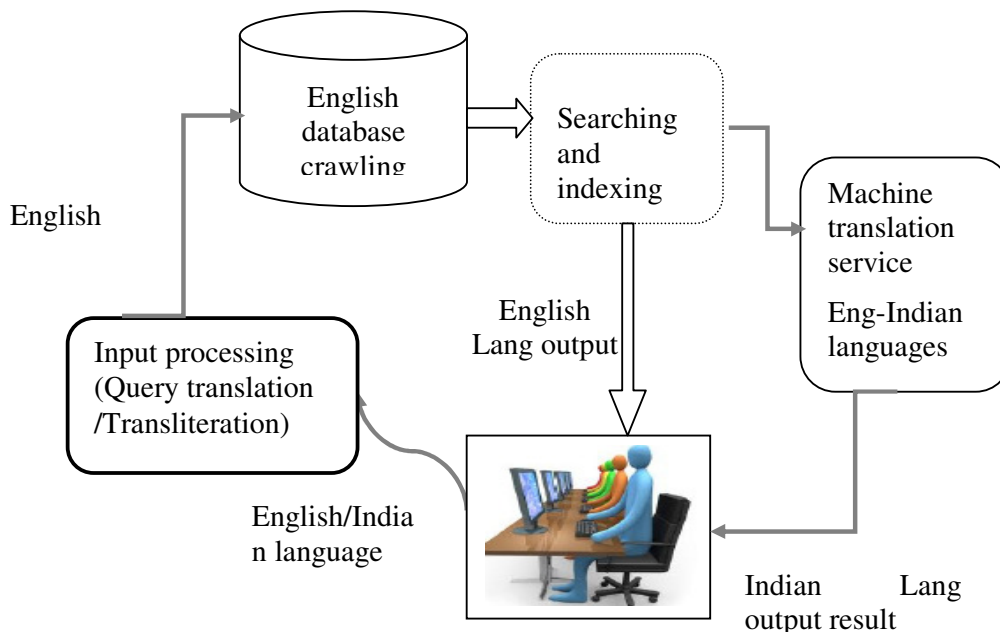 English
database
crawling
Searching
and
indexing
Machine
translation
service
Eng-Indian
languages
English
Input processing
(Query translation
/Transliteration)
English
Lang output
English/India
n language
Indian Lang
output result